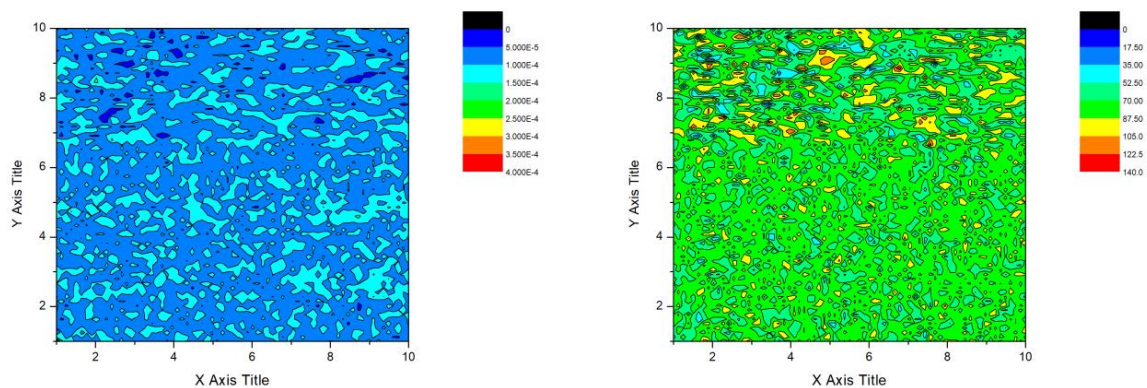 10
8
6
4
2
Y Axis Title
2
4
6
8
10
X Axis Title
0
5.000E-5
1.000E-4
1.500E-4
2.000E-4
2.500E-4
3.000E-4
3.500E-4
4.000E-4
10
8
6
4
2
Y Axis Title
2
4
6
8
10
X Axis Title
0
17.50
35.00
52.50
70.00
87.50
105.0
122.5
140.0